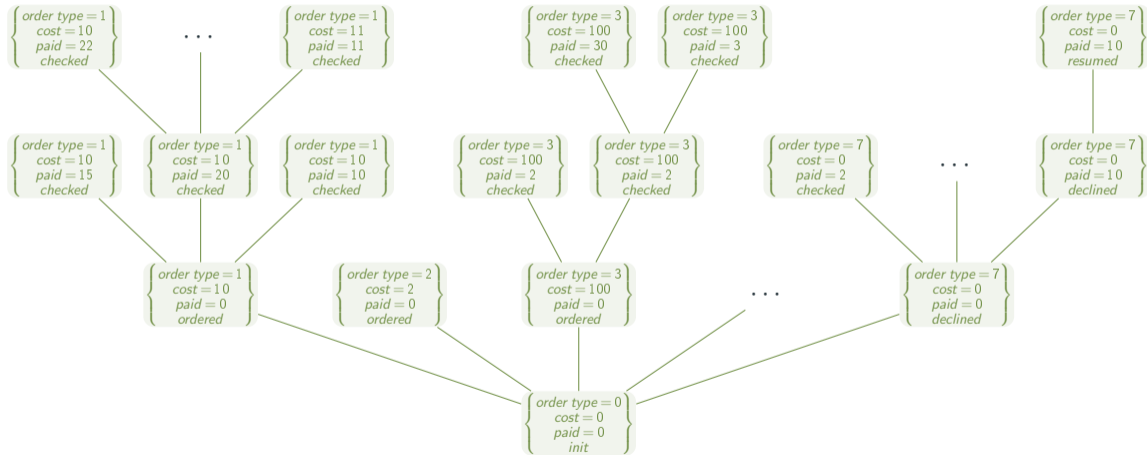 order type = 1
cost = 10
paid = 22
checked
. . .
order type = 1
cost = 11
paid = 11
checked
order type = 3
cost = 100
paid = 30
checked
order type = 3
cost = 100
paid = 3
checked
order type = 7
cost = 0
paid = 10
resumed
order type = 1
cost = 10
paid = 15
checked
order type = 1
cost = 10
paid = 20
checked
order type = 1
cost = 10
paid = 10
checked
order type = 3
cost = 100
paid = 2
checked
order type = 3
cost = 100
paid = 2
checked
order type = 7
cost = 0
paid = 2
checked
. . .
order type = 7
cost = 0
paid = 10
declined
order type = 1
cost = 10
paid = 0
ordered
order type = 2
cost = 2
paid = 0
ordered
order type = 3
cost = 100
paid = 0
ordered
. . .
order type = 7
cost = 0
paid = 0
declined
order type = 0
cost = 0
paid = 0
init